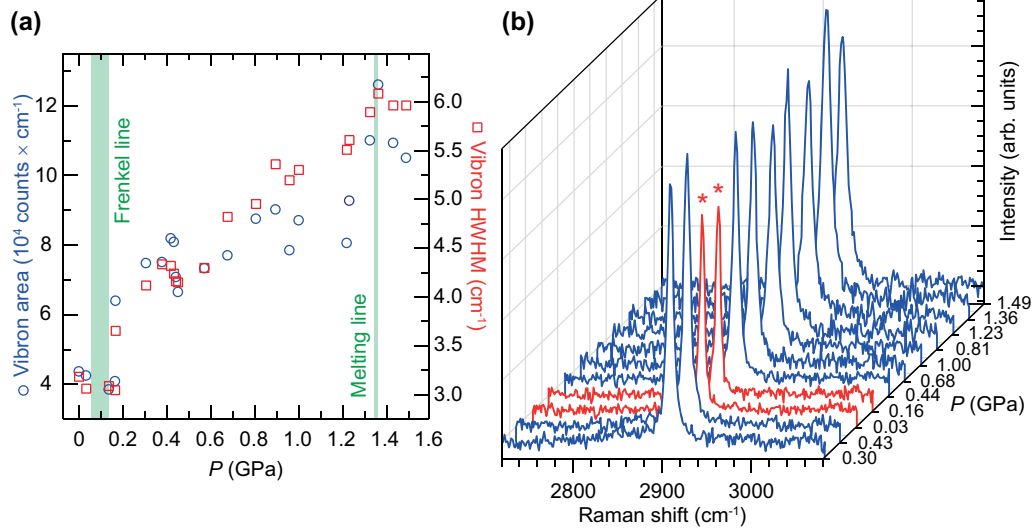 (a)
○ Vibron area (10⁴ counts × cm⁻¹)
12
10
8
6
4
Frenkel line
Melting line
6.0
5.5
5.0
4.5
4.0
3.5
3.0
□ Vibron HWHM (cm⁻¹)
0 0.2 0.4 0.6 0.8 1.0 1.2 1.4 1.6
P (GPa)
(b)
* *
Intensity (arb. units)
1.49
1.36
1.23
0.81
1.00
0.68
0.44
0.16
0.03
0.43
0.30
P (GPa)
2800 2900 3000
Raman shift (cm⁻¹)